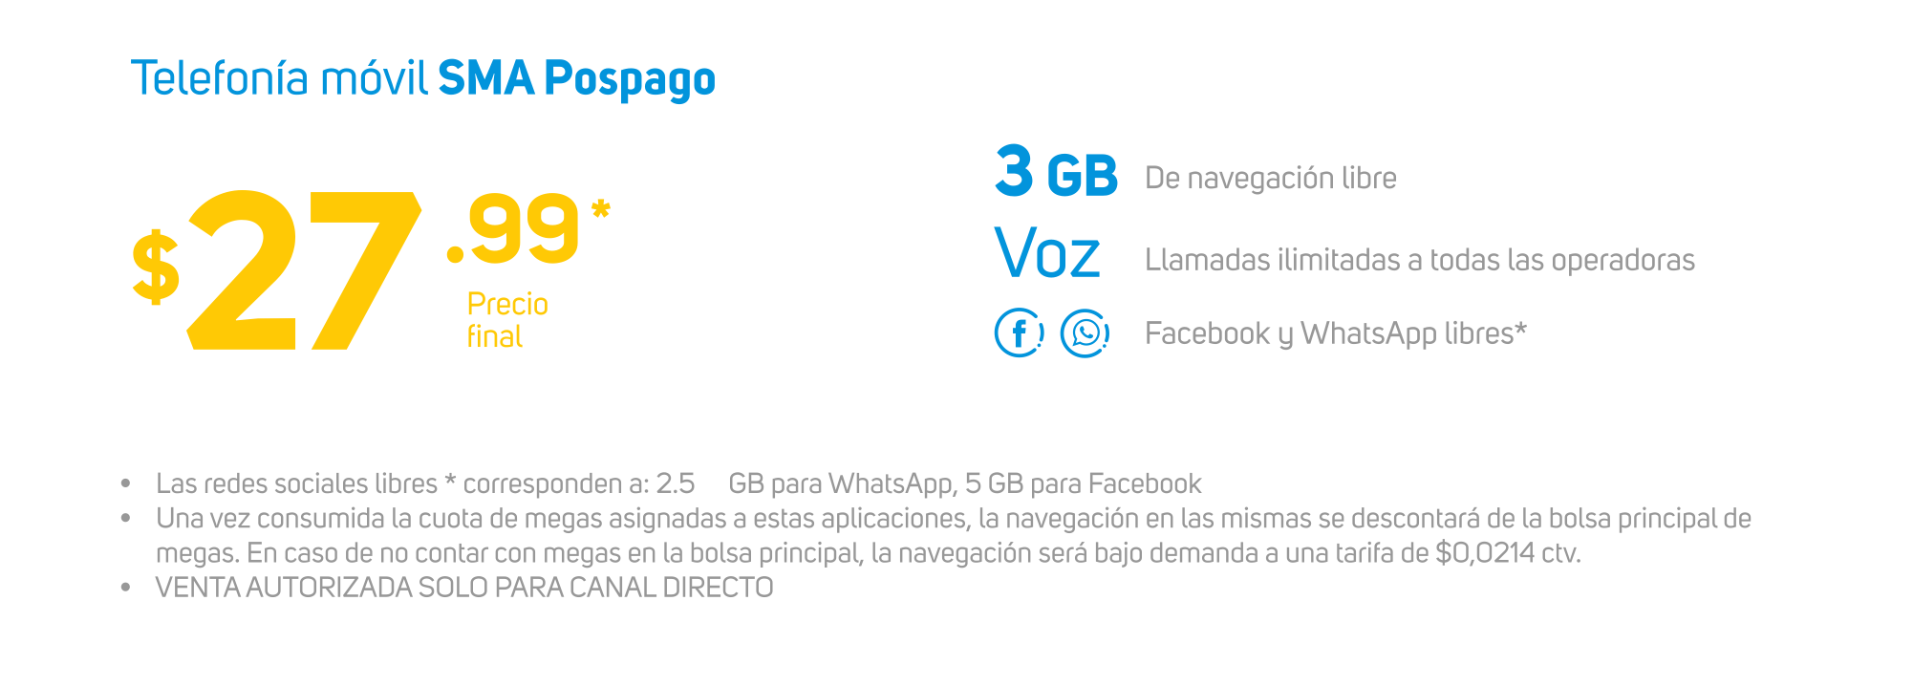 Telefonía móvil SMA Pospago
$27.99*
Precio
final
3 GB De navegación libre
Voz Llamadas ilimitadas a todas las operadoras
f Facebook y WhatsApp libres*
• Las redes sociales libres * corresponden a: 2.5 GB para WhatsApp, 5 GB para Facebook
• Una vez consumida la cuota de megas asignadas a estas aplicaciones, la navegación en las mismas se descontará de la bolsa principal de
megas. En caso de no contar con megas en la bolsa principal, la navegación será bajo demanda a una tarifa de $0,0214 ctv.
• VENTA AUTORIZADA SOLO PARA CANAL DIRECTO